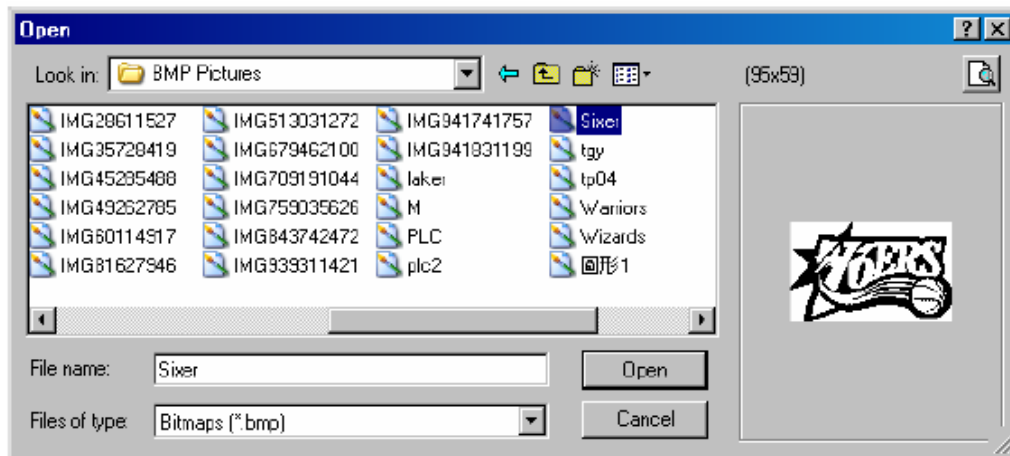 Open
Look in: BMP Pictures (95x59)
IMG28611527 IMG513031272 IMG941741757 Sixer
IMG35728419 IMG679462100 IMG941831199 tgy
IMG45285488 IMG709191044 laker tp04
IMG49262785 IMG759035626 M Warriors
IMG60114917 IMG843742472 PLC Wizards
IMG81627946 IMG939311421 plc2 圓形1
76ERS
File name: Sixer Open
Files of type: Bitmaps (*.bmp) Cancel